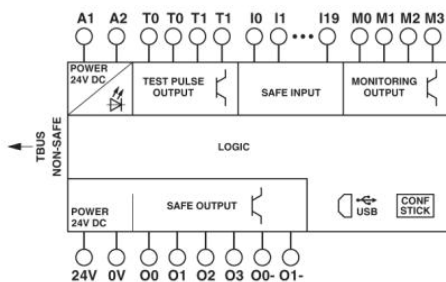 A1 A2 T0 T0 T1 T1 I0 I1 ••• I19 M0 M1 M2 M3
POWER
24V DC
TEST PULSE
OUTPUT
SAFE INPUT
MONITORING
OUTPUT
TBUS
NON-SAFE
LOGIC
POWER
24V DC
SAFE OUTPUT
USB
CONF
STICK
24V 0V O0 O1 O2 O3 O0- O1-